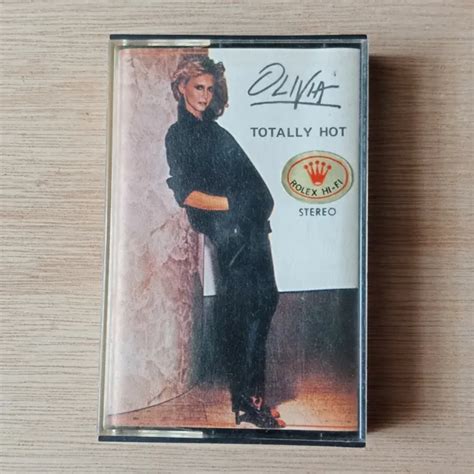 OLIVIA
TOTALLY HOT
ROLEX HI-FI
STEREO